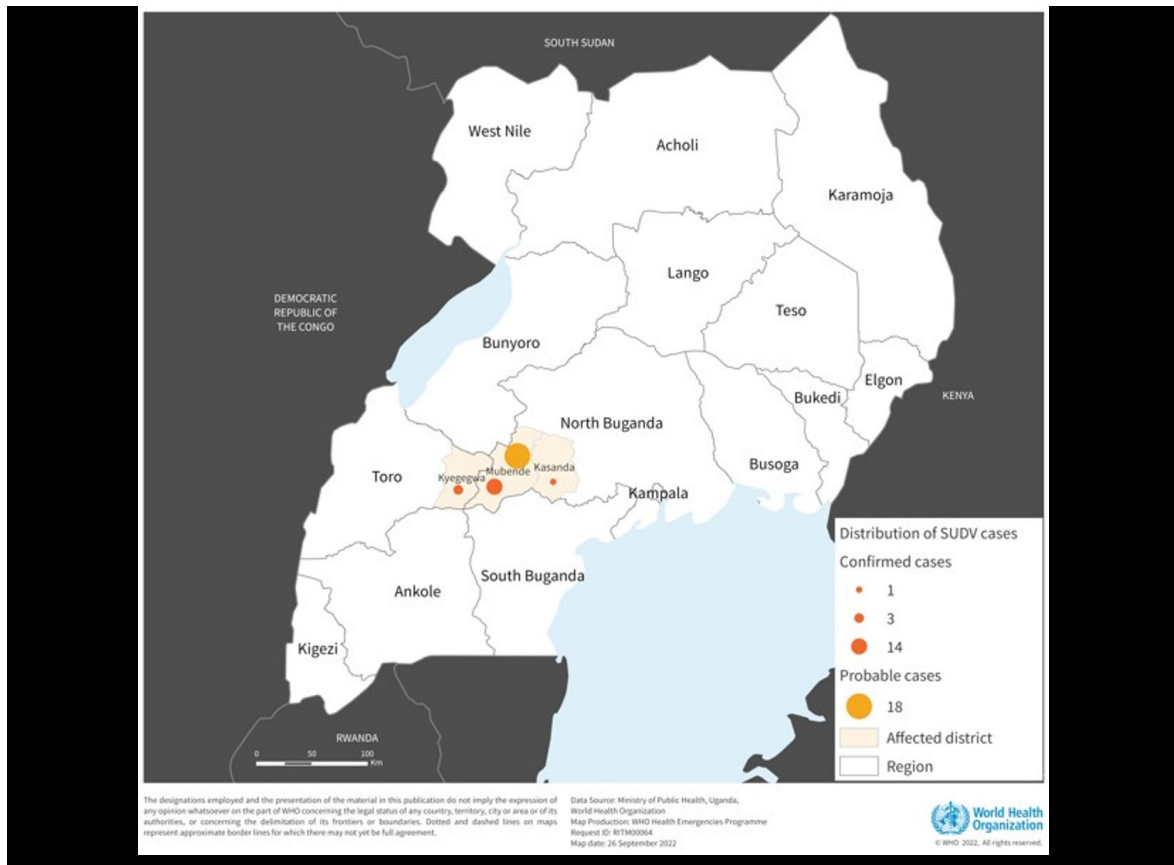 SOUTH SUDAN
West Nile
Acholi
Karamoja
Lango
DEMOCRATIC
REPUBLIC OF
THE CONGO
Teso
Bunyoro
Elgon
Bukedi
KENYA
North Buganda
Busoga
Toro
Kyegegwa
Mubende
Kasanda
Kampala
South Buganda
Ankole
Kigezi
RWANDA
0 50 100
Km
Distribution of SUDV cases
Confirmed cases
1
3
14
Probable cases
18
Affected district
Region
The designations employed and the presentation of the material in this publication do not imply the expression of
any opinion whatsoever on the part of WHO concerning the legal status of any country, territory, city or area or of its
authorities, or concerning the delimitation of its frontiers or boundaries. Dotted and dashed lines on maps
represent approximate border lines for which there may not yet be full agreement.
Data Source: Ministry of Public Health, Uganda,
World Health Organization
Map Production: WHO Health Emergencies Programme
Request ID: RITM00064
Map date: 26 September 2022
World Health
Organization
© WHO 2022, All rights reserved.